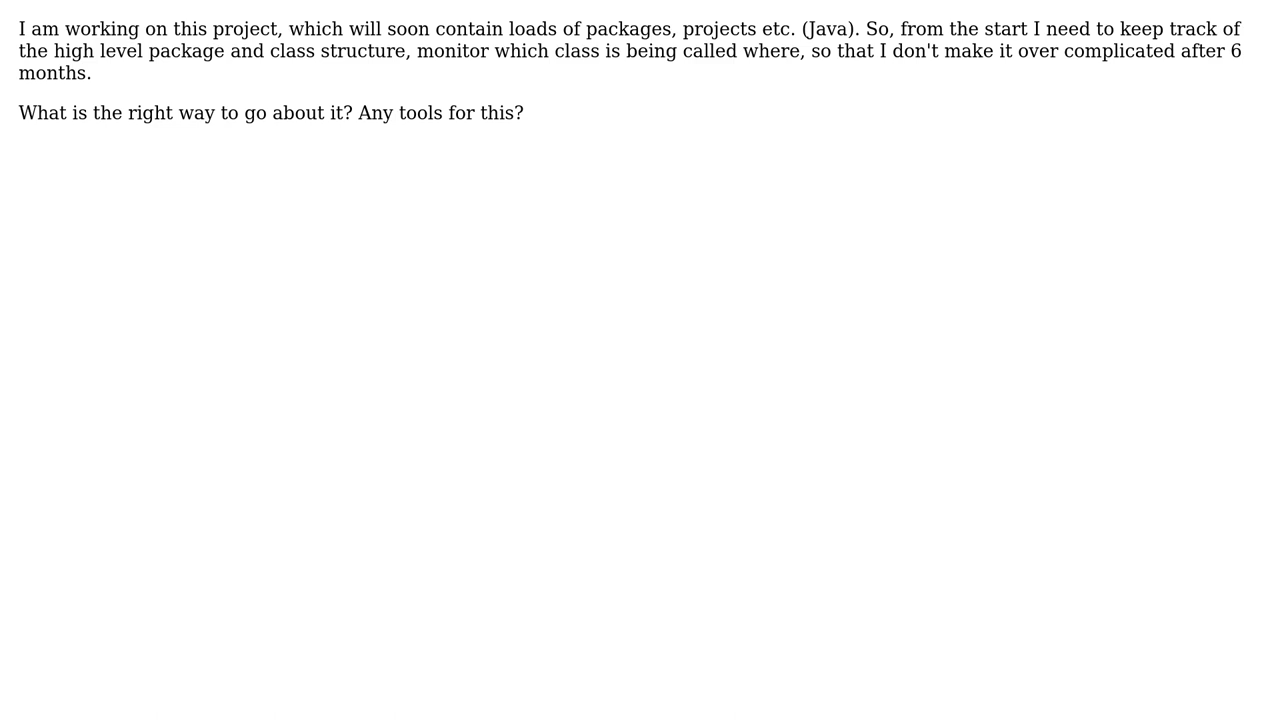 I am working on this project, which will soon contain loads of packages, projects etc. (Java). So, from the start I need to keep track of
the high level package and class structure, monitor which class is being called where, so that I don't make it over complicated after 6
months.
What is the right way to go about it? Any tools for this?